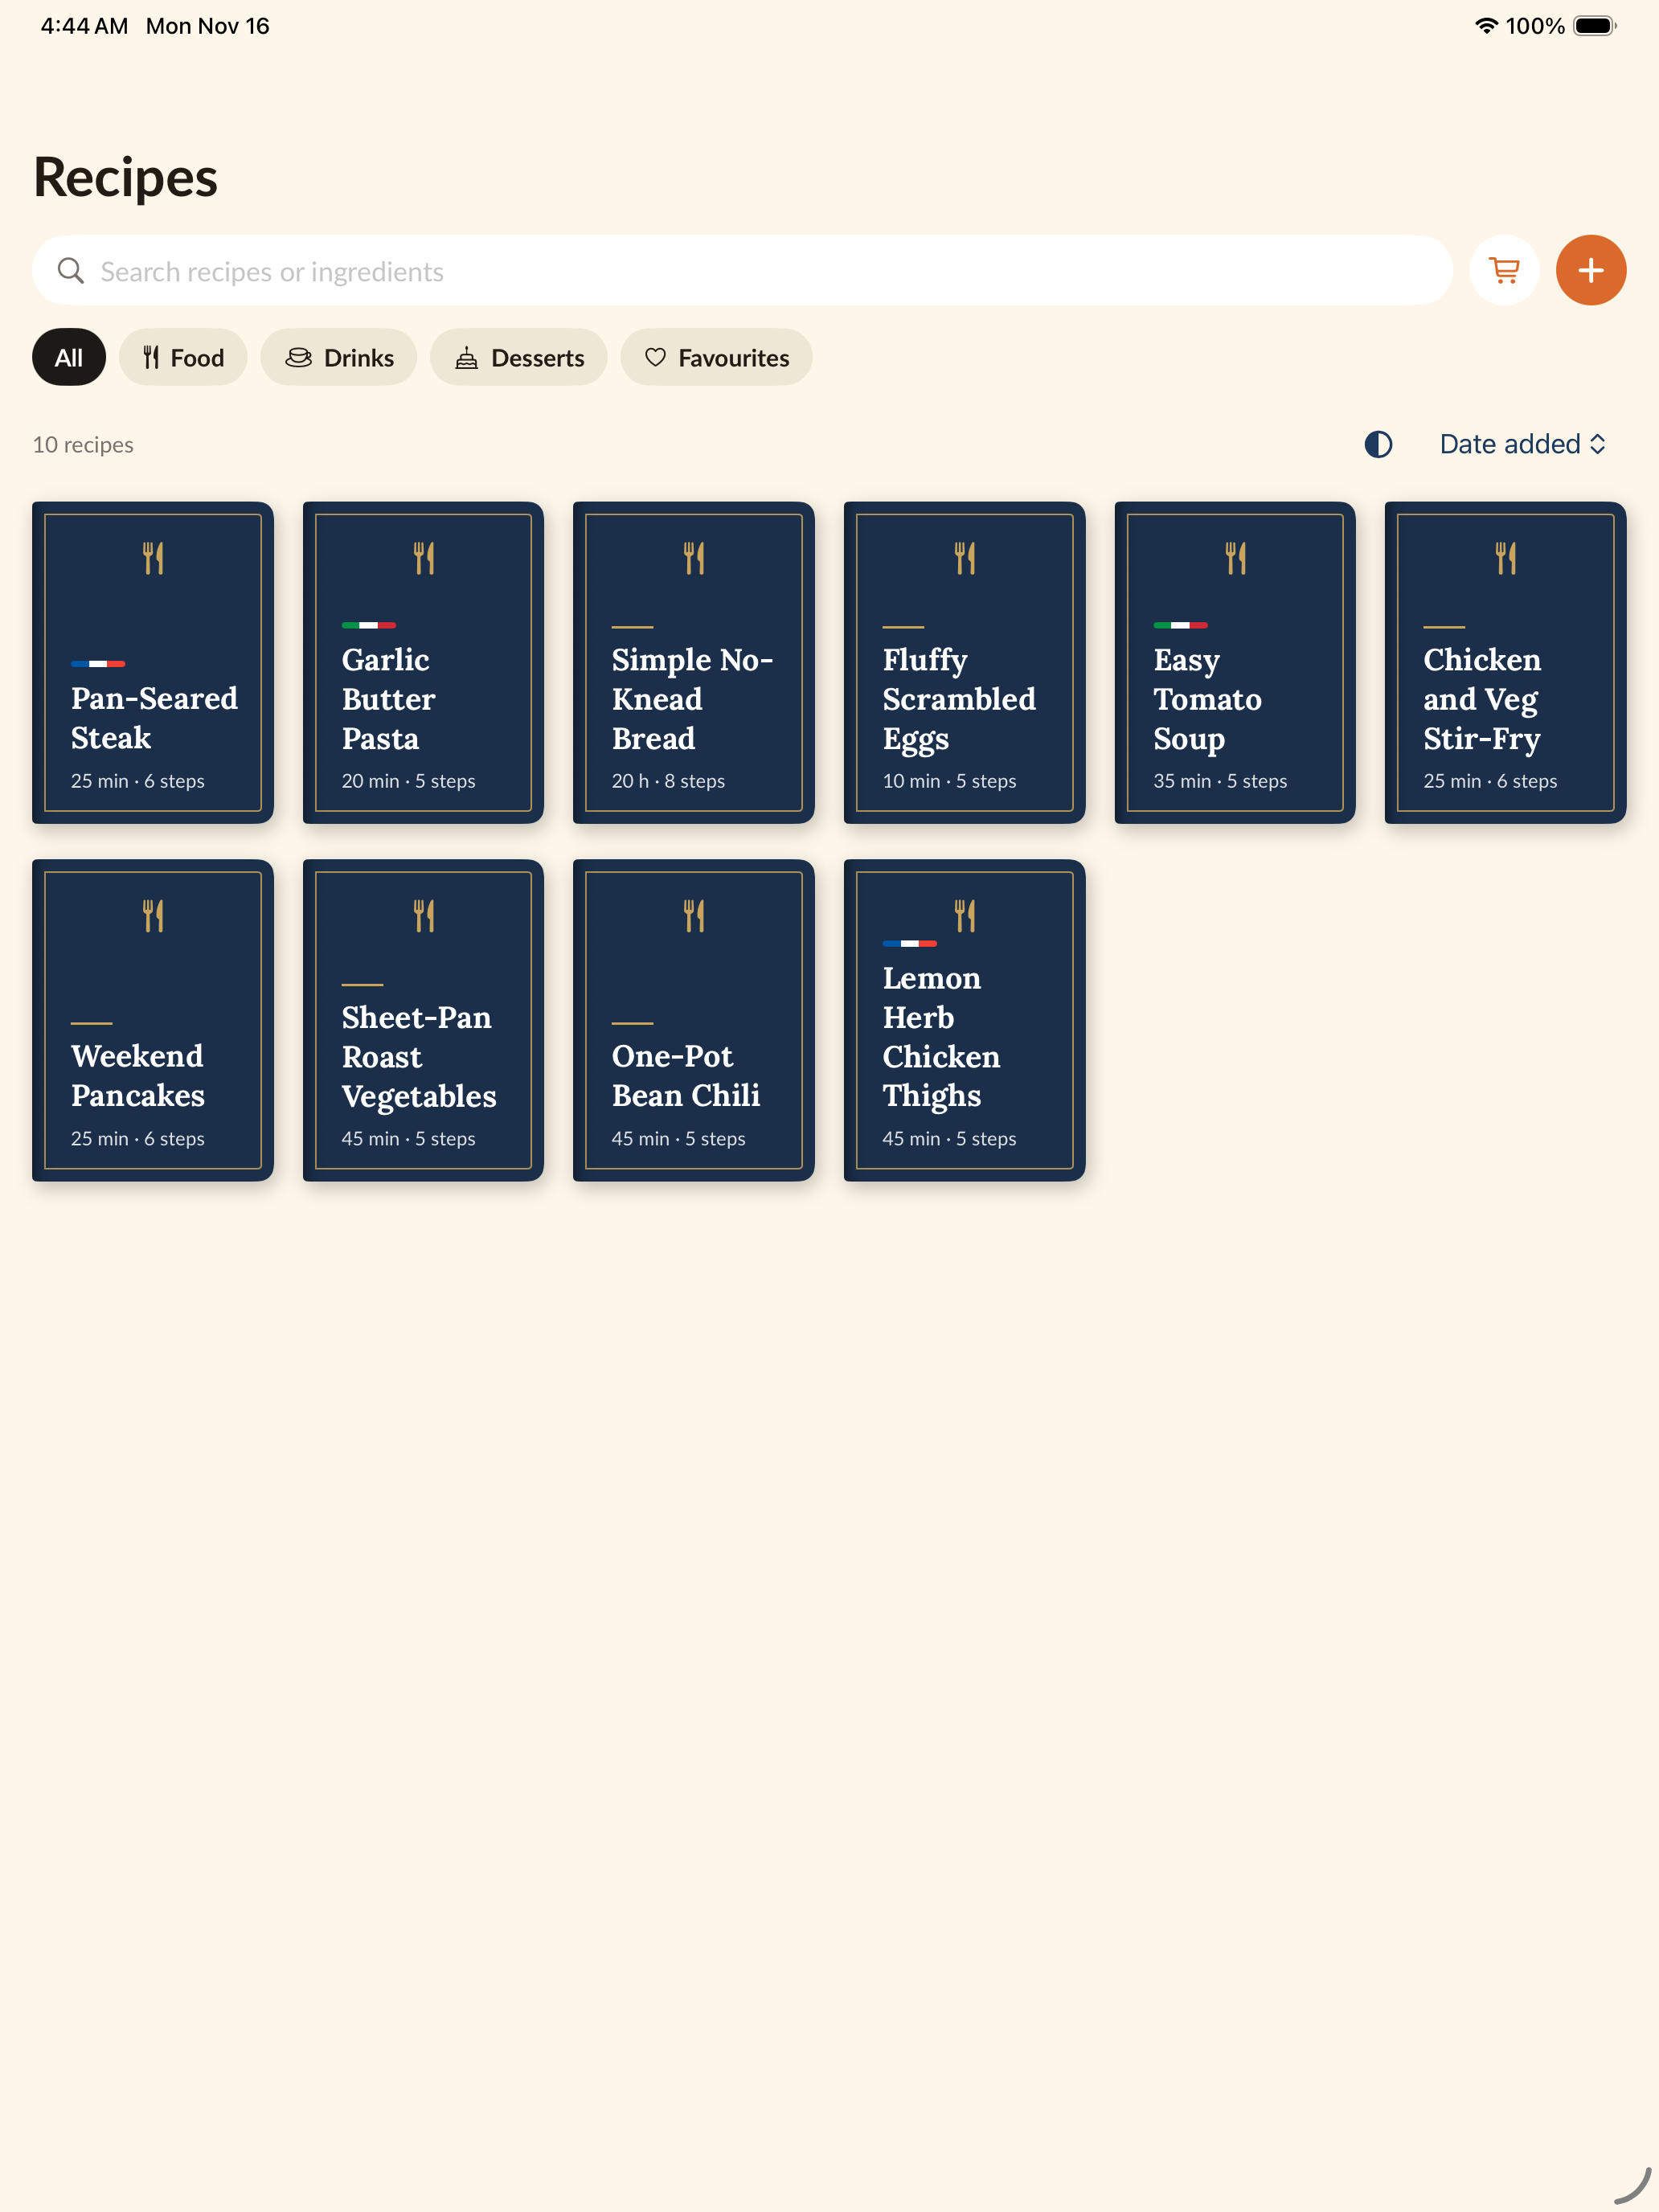 4:44 AM Mon Nov 16
100%
Recipes
Search recipes or ingredients
All
Food
Drinks
Desserts
Favourites
10 recipes
Date added
Pan-Seared
Steak
25 min · 6 steps
Garlic
Butter
Pasta
20 min · 5 steps
Simple No-
Knead
Bread
20 h · 8 steps
Fluffy
Scrambled
Eggs
10 min · 5 steps
Easy
Tomato
Soup
35 min · 5 steps
Chicken
and Veg
Stir-Fry
25 min · 6 steps
Weekend
Pancakes
25 min · 6 steps
Sheet-Pan
Roast
Vegetables
45 min · 5 steps
One-Pot
Bean Chili
45 min · 5 steps
Lemon
Herb
Chicken
Thighs
45 min · 5 steps